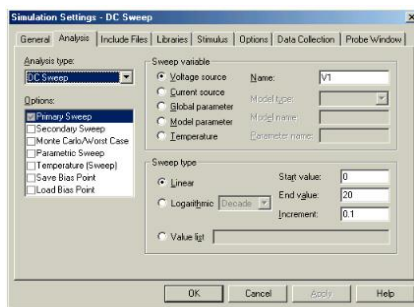 Simulation Settings - DC Sweep
General Analysis Include Files Libraries Stimulus Options Data Collection Probe Window
Analysis type:
DC Sweep
Options:
Primary Sweep
Secondary Sweep
Monte Carlo/Worst Case
Parametric Sweep
Temperature (Sweep)
Save Bias Point
Load Bias Point
Sweep variable
Voltage source
Name: V1
Current source
Model type:
Global parameter
Model parameter
Model name:
Temperature
Parameter name:
Sweep type
Linear
Start value: 0
Logarithmic Decade
End value: 20
Increment: 0.1
Value list
OK Cancel Apply Help